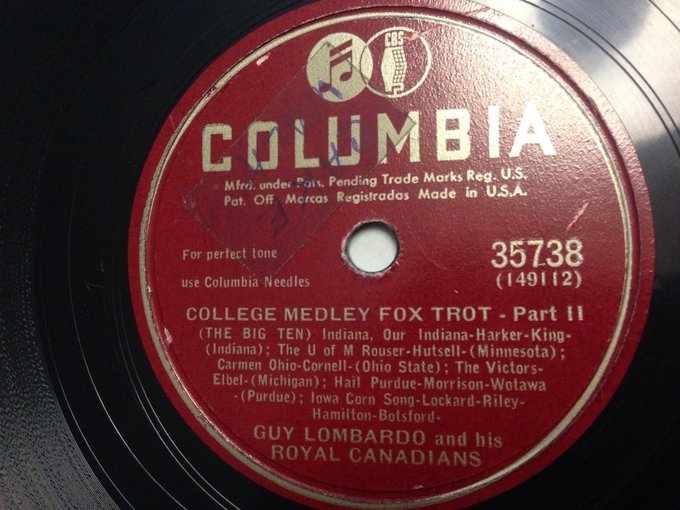 CBS
COLUMBIA
Mfrd. under Pats. Pending Trade Marks Reg. U.S.
Pat. Off. Marcas Registradas Made in U.S.A.
For perfect tone
use Columbia Needles
35738
(149112)
COLLEGE MEDLEY FOX TROT - Part II
(THE BIG TEN) Indiana, Our Indiana-Harker-King-
(Indiana); The U of M Rouser-Hutsell-(Minnesota);
Carmen Ohio-Cornell-(Ohio State); The Victors-
Elbel-(Michigan); Hail Purdue-Morrison-Wotawa
-(Purdue); Iowa Corn Song-Lockard-Riley-
Hamilton-Botsford-
GUY LOMBARDO and his
ROYAL CANADIANS